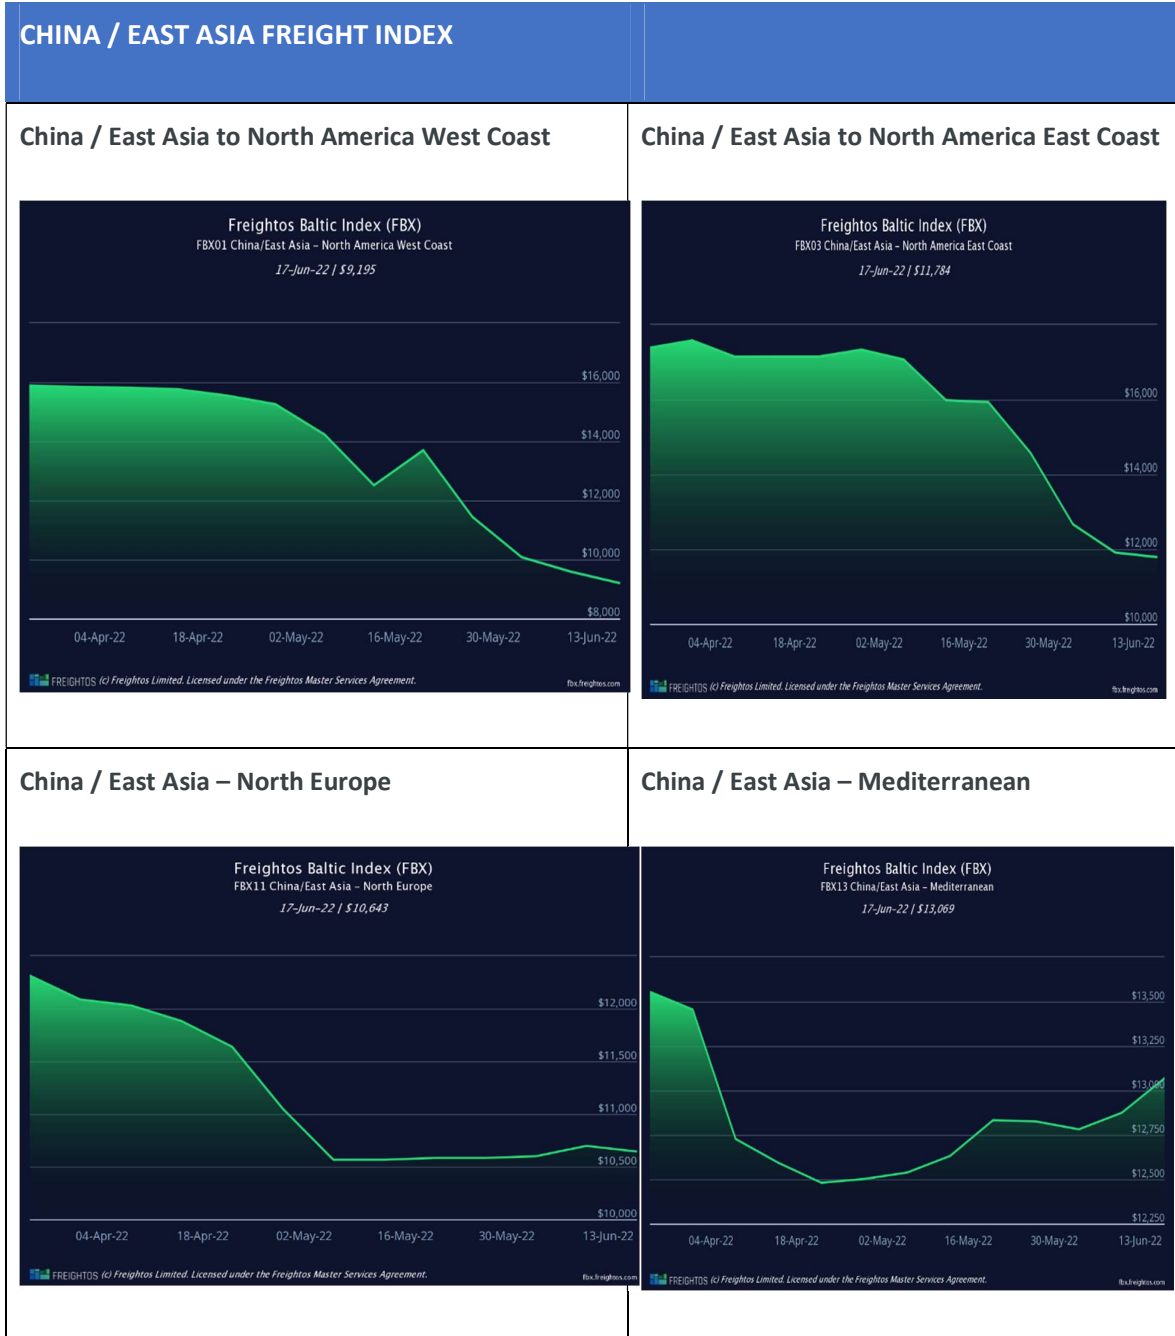 CHINA / EAST ASIA FREIGHT INDEX
China / East Asia to North America West Coast
Freightos Baltic Index (FBX)
FBX01 China/East Asia – North America West Coast
17-Jun-22 | $9,195
$16,000
$14,000
$12,000
$10,000
$8,000
04-Apr-22 18-Apr-22 02-May-22 16-May-22 30-May-22 13-Jun-22
FREIGHTOS (c) Freightos Limited. Licensed under the Freightos Master Services Agreement. fbx.freightos.com
China / East Asia to North America East Coast
Freightos Baltic Index (FBX)
FBX03 China/East Asia – North America East Coast
17-Jun-22 | $11,784
$16,000
$14,000
$12,000
$10,000
04-Apr-22 18-Apr-22 02-May-22 16-May-22 30-May-22 13-Jun-22
FREIGHTOS (c) Freightos Limited. Licensed under the Freightos Master Services Agreement. fbx.freightos.com
China / East Asia – North Europe
Freightos Baltic Index (FBX)
FBX11 China/East Asia – North Europe
17-Jun-22 | $10,643
$12,000
$11,500
$11,000
$10,500
$10,000
04-Apr-22 18-Apr-22 02-May-22 16-May-22 30-May-22 13-Jun-22
FREIGHTOS (c) Freightos Limited. Licensed under the Freightos Master Services Agreement. fbx.freightos.com
China / East Asia – Mediterranean
Freightos Baltic Index (FBX)
FBX13 China/East Asia – Mediterranean
17-Jun-22 | $13,069
$13,500
$13,250
$13,000
$12,750
$12,500
$12,250
04-Apr-22 18-Apr-22 02-May-22 16-May-22 30-May-22 13-Jun-22
FREIGHTOS (c) Freightos Limited. Licensed under the Freightos Master Services Agreement. fbx.freightos.com